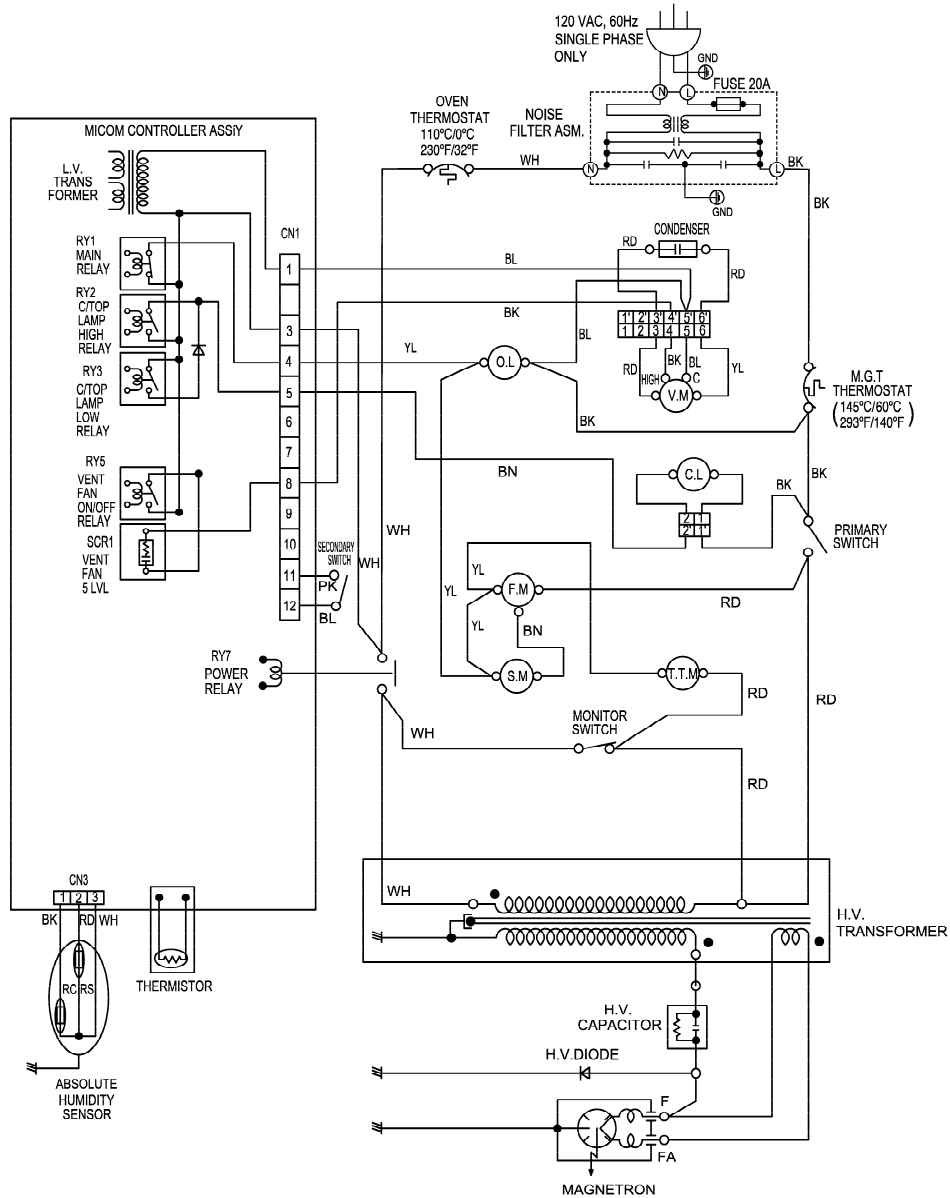 120 VAC, 60Hz
SINGLE PHASE
ONLY
GND
N
L
FUSE 20A
NOISE
FILTER ASM.
OVEN
THERMOSTAT
110°C/0°C
230°F/32°F
WH
N
L
BK
GND
BK
MICOM CONTROLLER ASS'Y
L.V.
TRANS
FORMER
CN1
RY1
MAIN
RELAY
RY2
C/TOP
LAMP
HIGH
RELAY
RY3
C/TOP
LAMP
LOW
RELAY
RY5
VENT
FAN
ON/OFF
RELAY
SCR1
VENT
FAN
5 LVL
1
3
4
5
6
7
8
9
10
11
12
CONDENSER
RD
RD
BL
BK
BL
YL
1' 2' 3' 4' 5' 6'
1 2 3 4 5 6
RD
BK
BL
YL
HIGH
C
V.M
O.L
BK
M.G.T
THERMOSTAT
(145°C/60°C
293°F/140°F)
BN
C.L
BK
BK
2 1
2' 1'
PRIMARY
SWITCH
SECONDARY
SWITCH
PK
BL
WH
WH
YL
YL
YL
F.M
BN
S.M
RD
RY7
POWER
RELAY
T.T.M
RD
RD
MONITOR
SWITCH
WH
RD
WH
H.V.
TRANSFORMER
CN3
1 2 3
BK
RD
WH
RC
RS
THERMISTOR
ABSOLUTE
HUMIDITY
SENSOR
H.V.
CAPACITOR
H.V.DIODE
F
FA
MAGNETRON